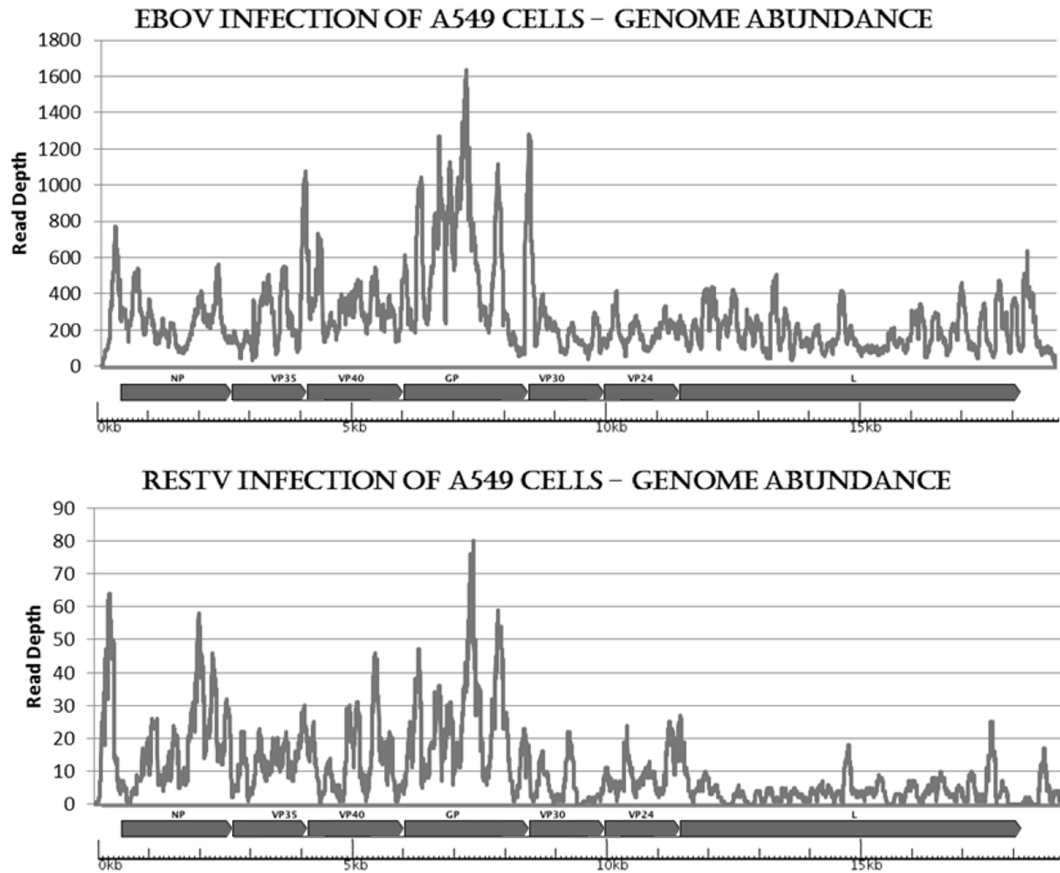 EBOV INFECTION OF A549 CELLS – GENOME ABUNDANCE
Read Depth
1800
1600
1400
1200
1000
800
600
400
200
0
NP VP35 VP40 GP VP30 VP24 L
0kb 5kb 10kb 15kb
RESTV INFECTION OF A549 CELLS – GENOME ABUNDANCE
Read Depth
90
80
70
60
50
40
30
20
10
0
NP VP35 VP40 GP VP30 VP24 L
0kb 5kb 10kb 15kb